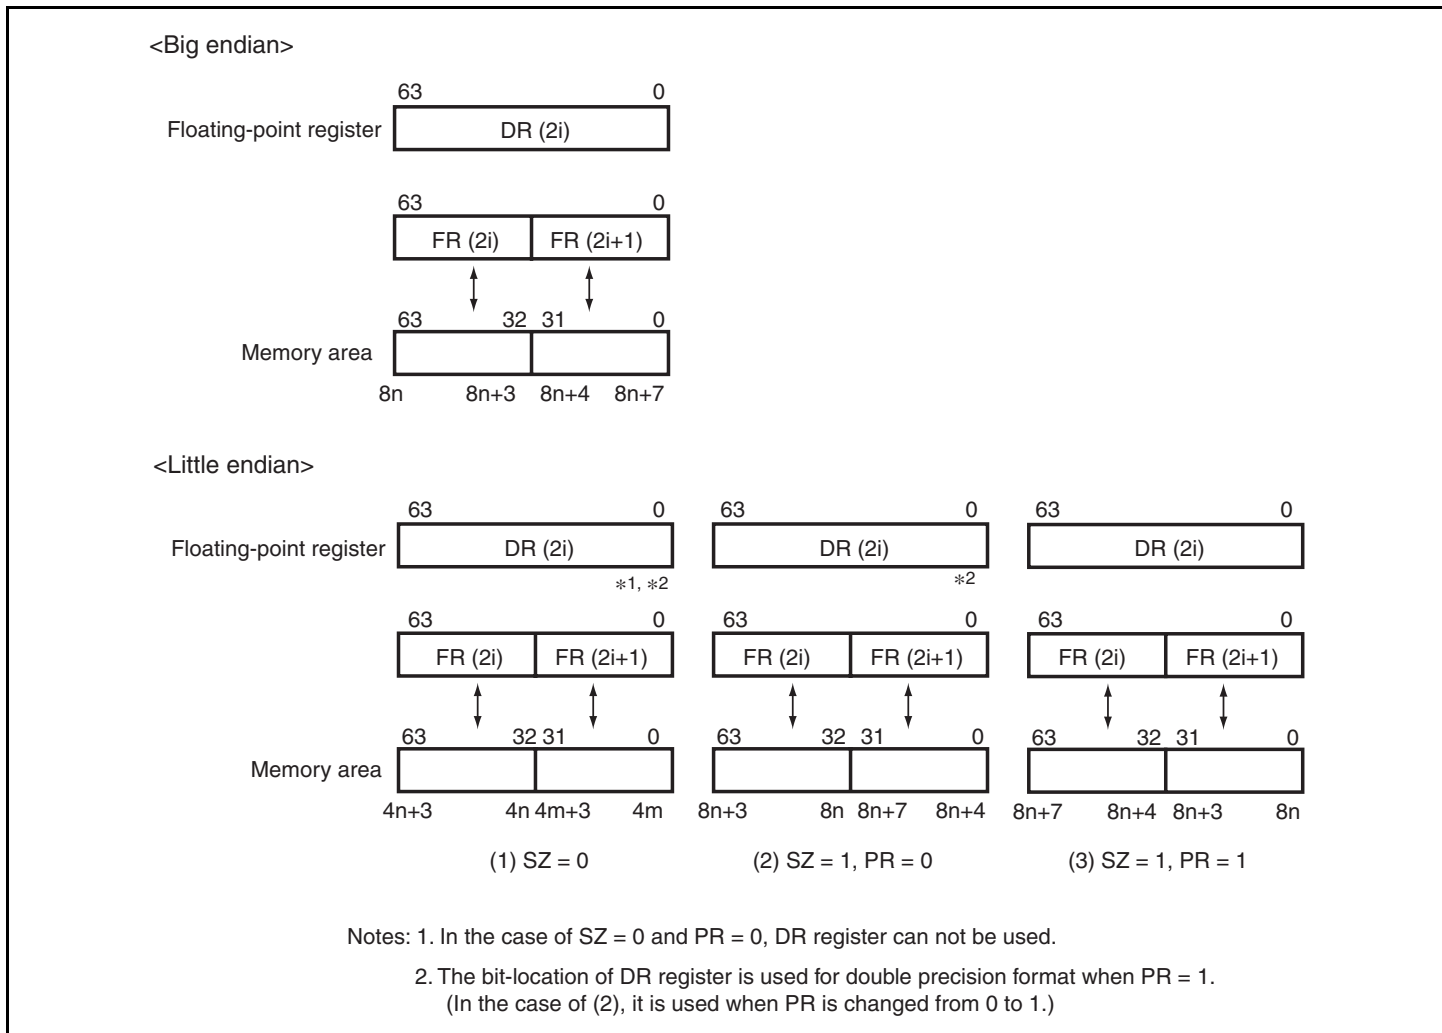 <Big endian>
63 0
Floating-point register DR (2i)
63 0
FR (2i) FR (2i+1)
63 32 31 0
Memory area
8n 8n+3 8n+4 8n+7
<Little endian>
63 0 63 0 63 0
Floating-point register DR (2i) DR (2i) DR (2i)
*1, *2 *2
63 0 63 0 63 0
FR (2i) FR (2i+1) FR (2i) FR (2i+1) FR (2i) FR (2i+1)
63 32 31 0 63 32 31 0 63 32 31 0
Memory area
4n+3 4n 4m+3 4m 8n+3 8n 8n+7 8n+4 8n+7 8n+4 8n+3 8n
(1) SZ = 0 (2) SZ = 1, PR = 0 (3) SZ = 1, PR = 1
Notes: 1. In the case of SZ = 0 and PR = 0, DR register can not be used.
2. The bit-location of DR register is used for double precision format when PR = 1.
(In the case of (2), it is used when PR is changed from 0 to 1.)